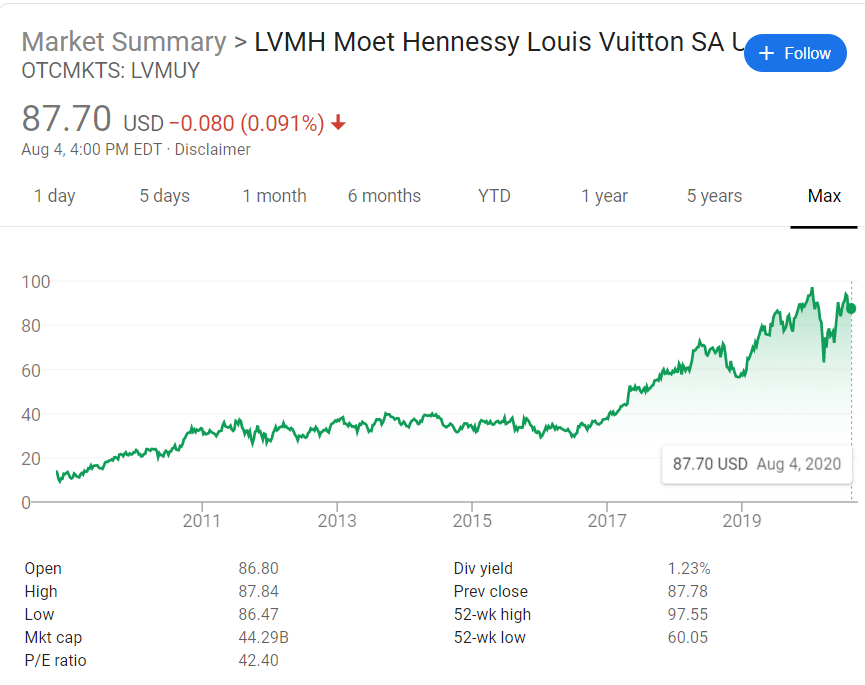 Market Summary > LVMH Moet Hennessy Louis Vuitton SA
+ Follow
OTCMKTS: LVMUY
87.70 USD −0.080 (0.091%)
Aug 4, 4:00 PM EDT · Disclaimer
1 day 5 days 1 month 6 months YTD 1 year 5 years Max
100
80
60
40
20
0
87.70 USD Aug 4, 2020
2011 2013 2015 2017 2019
Open 86.80 Div yield 1.23%
High 87.84 Prev close 87.78
Low 86.47 52-wk high 97.55
Mkt cap 44.29B 52-wk low 60.05
P/E ratio 42.40